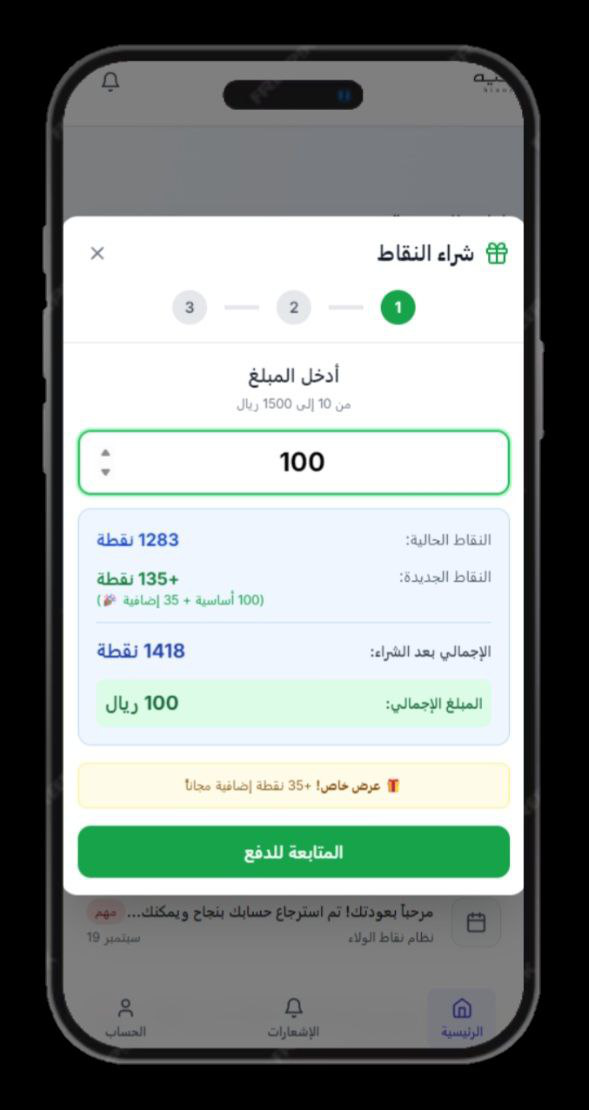 شراء النقاط
1
2
3
أدخل المبلغ
من 10 إلى 1500 ريال
100
النقاط الحالية: 1283 نقطة
النقاط الجديدة: +135 نقطة
(100 أساسية + 35 إضافية 🎉)
الإجمالي بعد الشراء: 1418 نقطة
المبلغ الإجمالي: 100 ريال
🎁 عرض خاص! +35 نقطة إضافية مجاناً
المتابعة للدفع
مرحباً بعودتك! تم استرجاع حسابك بنجاح ويمكنك... مهم
نظام نقاط الولاء سبتمبر 19
الرئيسية
الإشعارات
الحساب